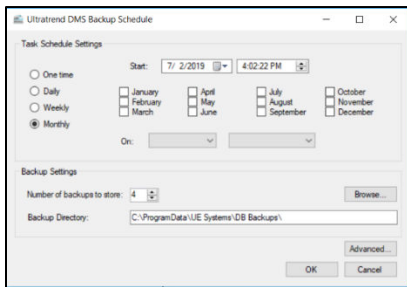 Ultratrend DMS Backup Schedule
Task Schedule Settings
Start: 7/ 2/2019 4:02:22 PM
One time
Daily
Weekly
Monthly
January April July October
February May August November
March June September December
On:
Backup Settings
Number of backups to store: 4 Browse...
Backup Directory: C:\ProgramData\UE Systems\DB Backups\
Advanced...
OK Cancel